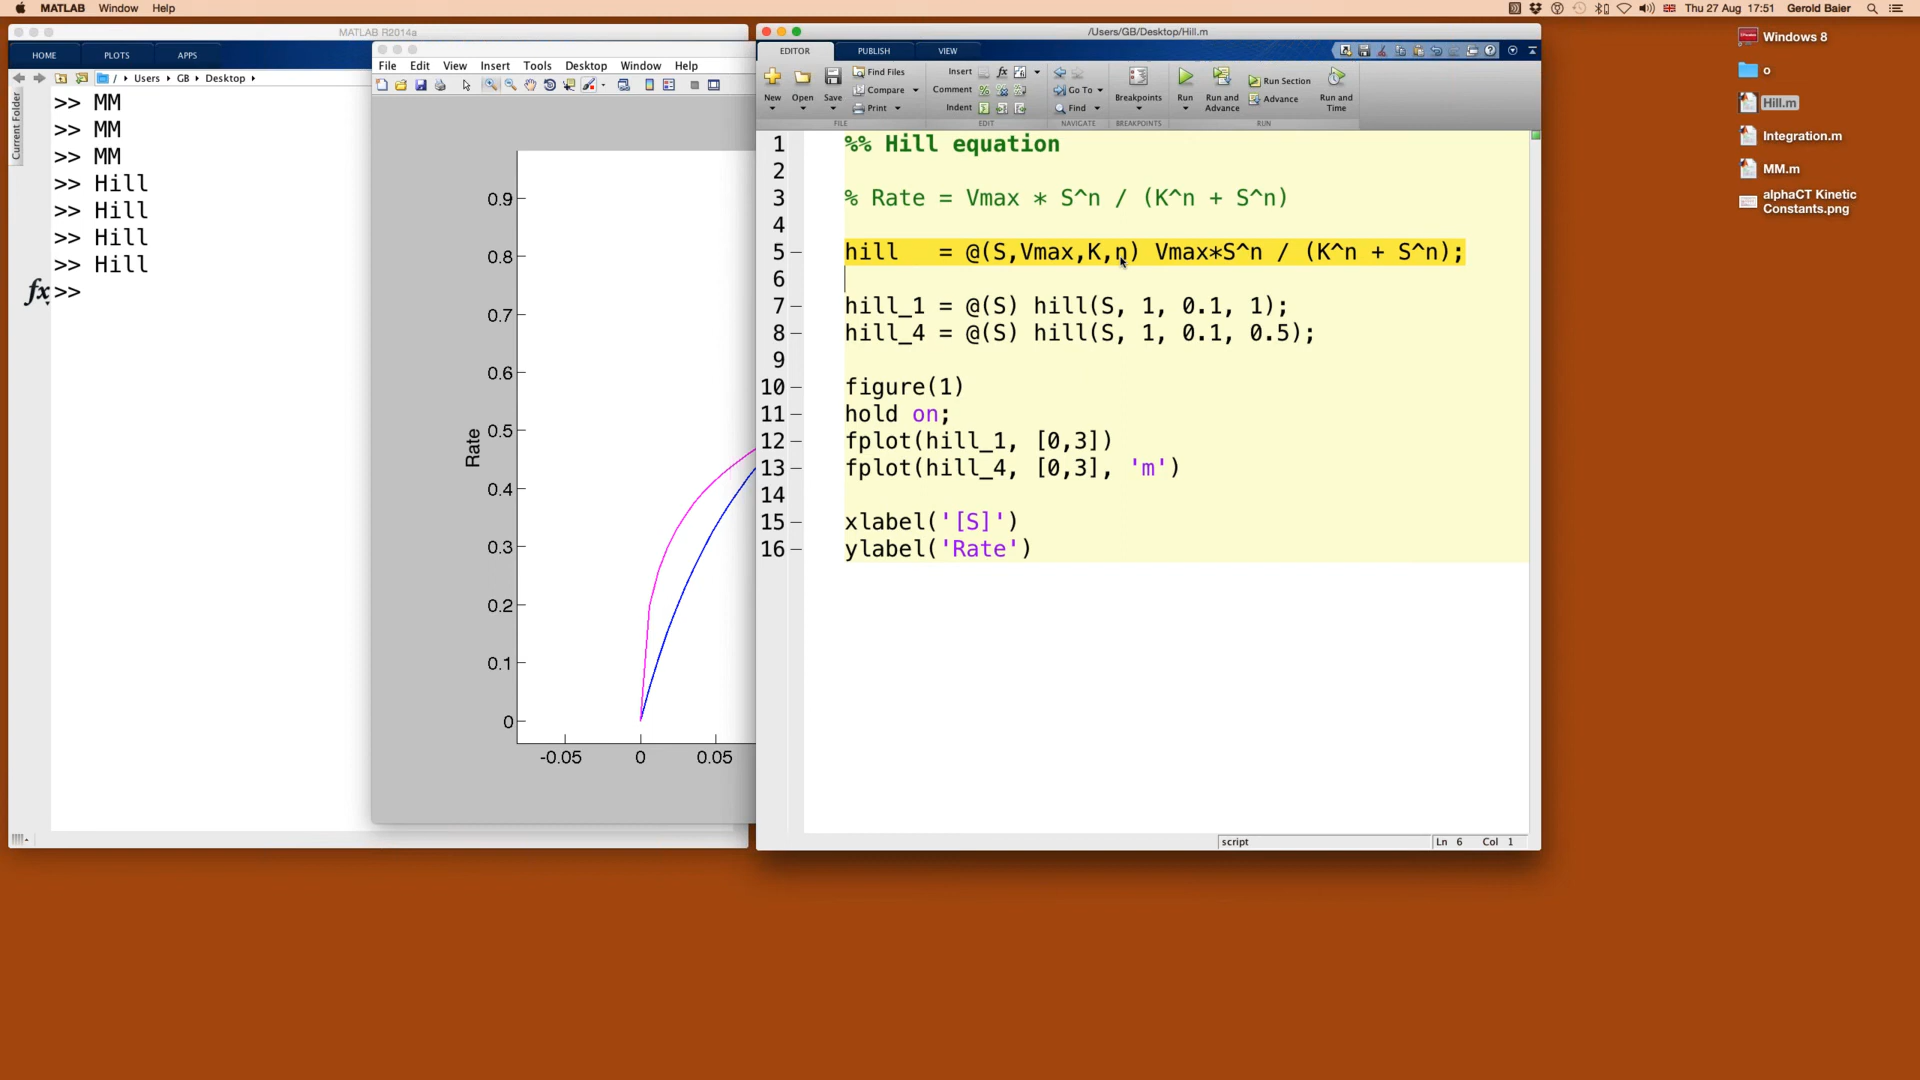 MATLAB Window Help
Thu 27 Aug 17:51 Gerold Baier
MATLAB R2014a
HOME PLOTS APPS
/ Users GB Desktop
Current Folder
>> MM
>> MM
>> MM
>> Hill
>> Hill
>> Hill
>> Hill
fx >>
File Edit View Insert Tools Desktop Window Help
0.9
0.8
0.7
0.6
0.5
0.4
0.3
0.2
0.1
0
Rate
-0.05 0 0.05
/Users/GB/Desktop/Hill.m
EDITOR PUBLISH VIEW
New Open Save
Find Files
Compare
Print
FILE
Insert fx
Comment
Indent
EDIT
Go To
Find
NAVIGATE
Breakpoints
BREAKPOINTS
Run
Run and Advance
Run Section
Advance
Run and Time
RUN
1 %% Hill equation
2
3 % Rate = Vmax * S^n / (K^n + S^n)
4
5 – hill = @(S,Vmax,K,n) Vmax*S^n / (K^n + S^n);
6
7 – hill_1 = @(S) hill(S, 1, 0.1, 1);
8 – hill_4 = @(S) hill(S, 1, 0.1, 0.5);
9
10 – figure(1)
11 – hold on;
12 – fplot(hill_1, [0,3])
13 – fplot(hill_4, [0,3], 'm')
14
15 – xlabel('[S]')
16 – ylabel('Rate')
script Ln 6 Col 1
Windows 8
o
Hill.m
Integration.m
MM.m
alphaCT Kinetic
Constants.png